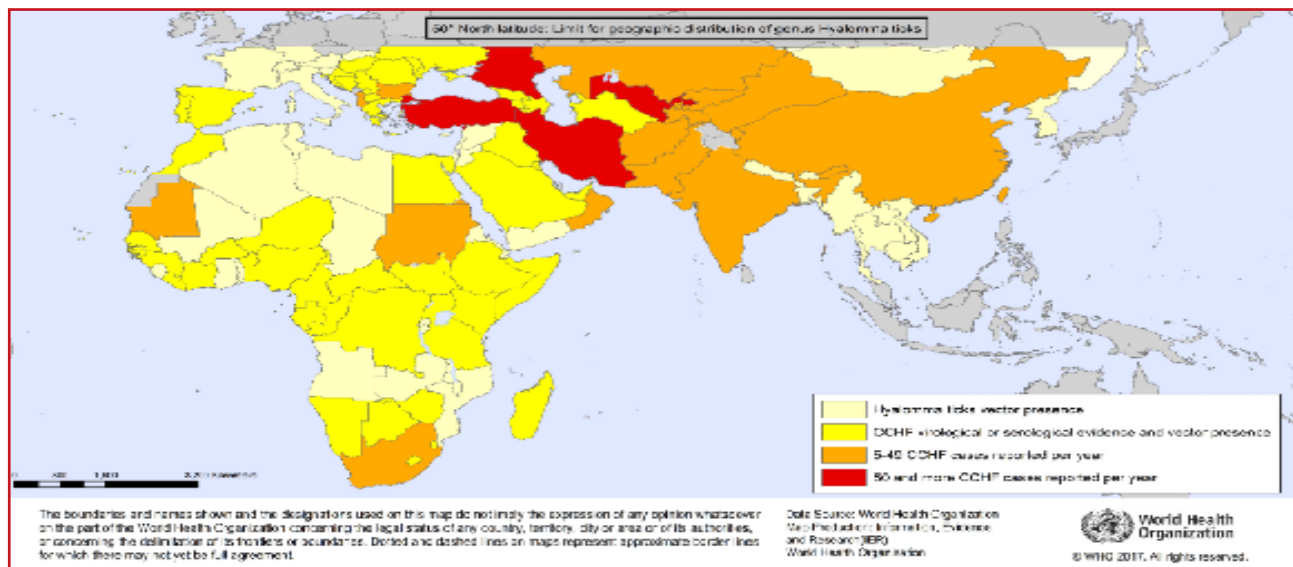 50° North latitude: Limit for geographic distribution of genus Hyalomma ticks
Hyalomma ticks vector presence
CCHF virological or serological evidence and vector presence
5-49 CCHF cases reported per year
50 and more CCHF cases reported per year
The boundaries and names shown and the designations used on this map do not imply the expression of any opinion whatsoever
on the part of the World Health Organization concerning the legal status of any country, territory, city or area or of its authorities,
or concerning the delimitation of its frontiers or boundaries. Dotted and dashed lines on maps represent approximate border lines
for which there may not yet be full agreement.
Data Source: World Health Organization
Map Production: Information, Evidence
and Research(IER)
World Health Organization
World Health
Organization
© WHO 2017. All rights reserved.